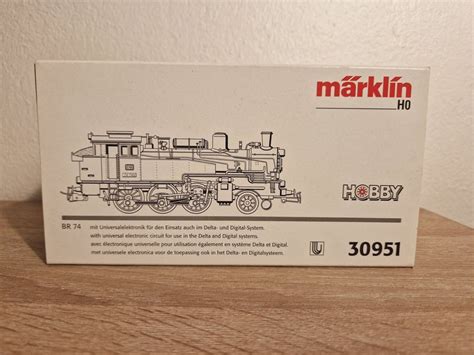 märklin
H0
HOBBY
BR 74
mit Universalelektronik für den Einsatz auch im Delta- und Digital-System.
with universal electronic circuit for use in the Delta and Digital systems.
avec électronique universelle pour utilisation également en système Delta et Digital.
met universele electronica voor de toepassing ook in het Delta- en Digitalsysteem.
U
30951